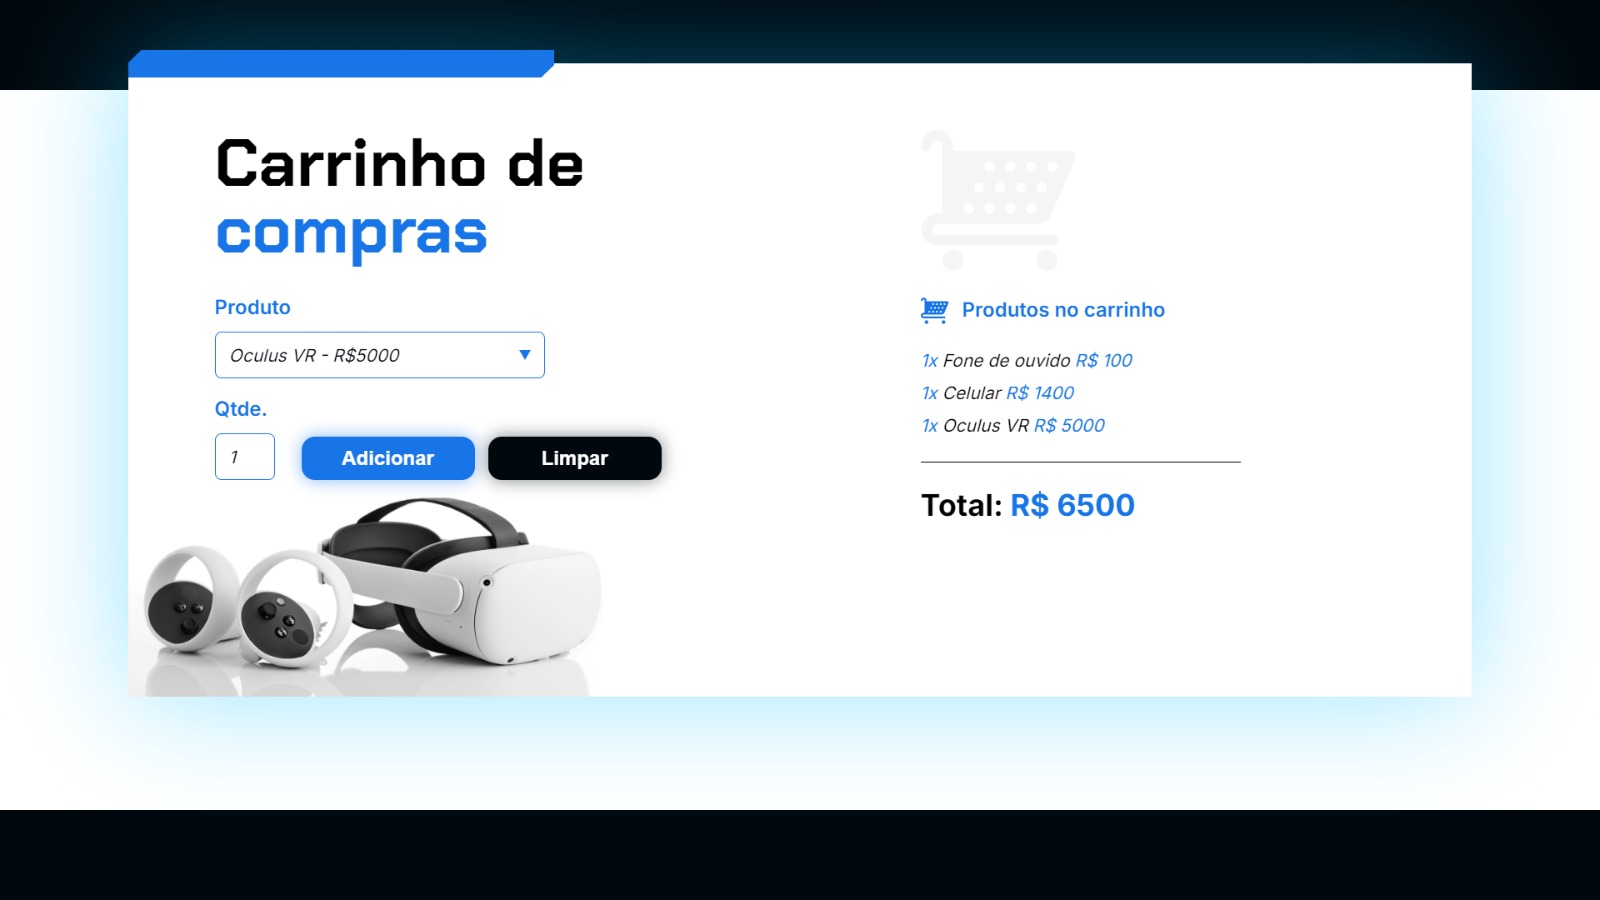 Carrinho de
compras
Produto
Oculus VR - R$5000
Qtde.
1
Adicionar
Limpar
Produtos no carrinho
1x Fone de ouvido R$ 100
1x Celular R$ 1400
1x Oculus VR R$ 5000
Total: R$ 6500